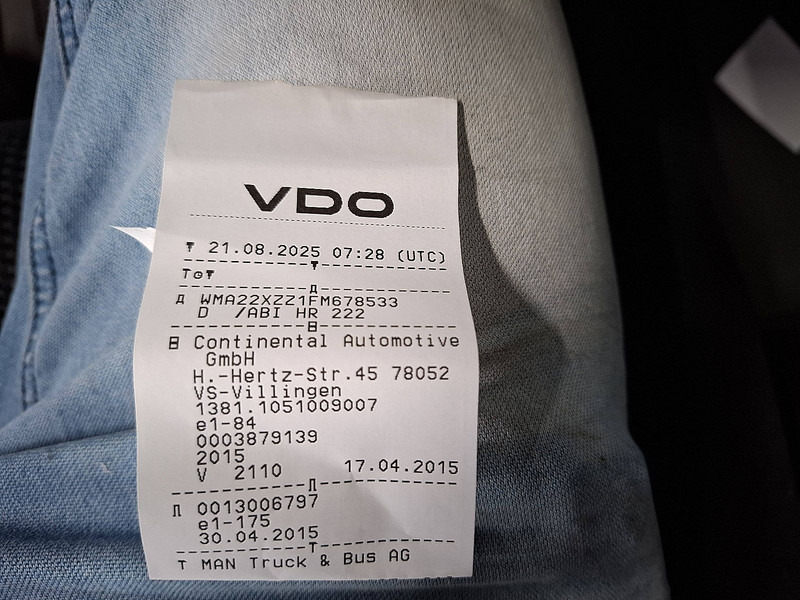 VDO
21.08.2025 07:28 (UTC)
T⊙
WMA22XZZ1FM678533
D /ABI HR 222
Continental Automotive
GmbH
H.-Hertz-Str.45 78052
VS-Villingen
1381.1051009007
e1-84
0003879139
2015
V 2110 17.04.2015
0013006797
e1-175
30.04.2015
T MAN Truck & Bus AG